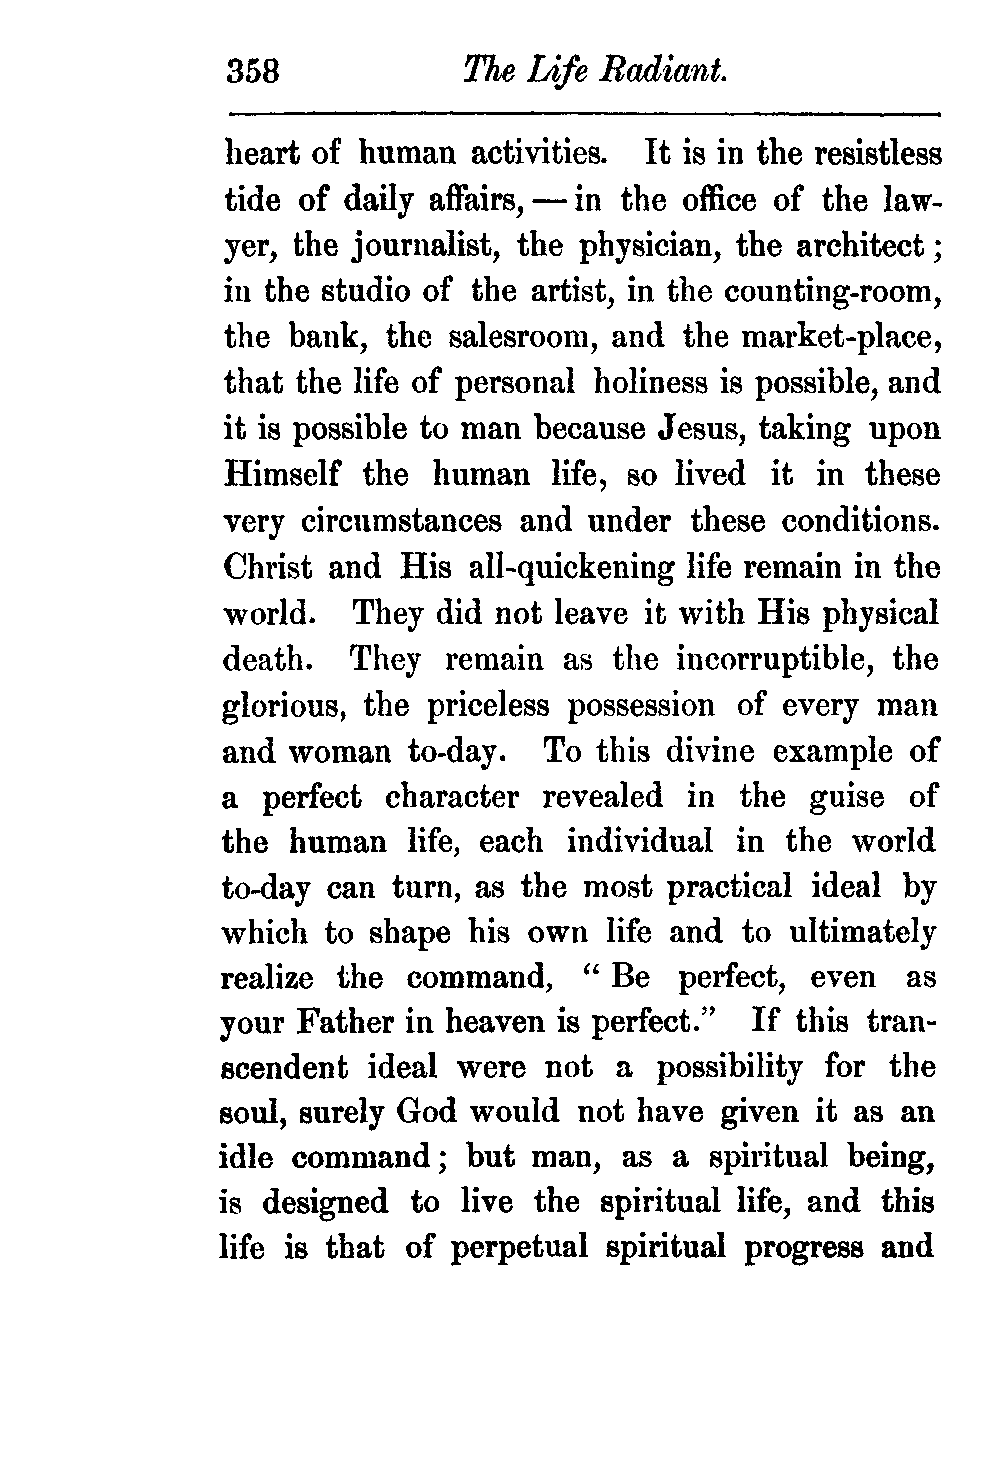 358 The Life Radiant.
heart of human activities. It is in the resistless
tide of daily affairs, — in the office of the law-
yer, the journalist, the physician, the architect ;
in the studio of the artist, in the counting-room,
the bank, the salesroom, and the market-place,
that the life of personal holiness is possible, and
it is possible to man because Jesus, taking upon
Himself the human life, so lived it in these
very circumstances and under these conditions.
Christ and His all-quickening life remain in the
world. They did not leave it with His physical
death. They remain as the incorruptible, the
glorious, the priceless possession of every man
and woman to-day. To this divine example of
a perfect character revealed in the guise of
the human life, each individual in the world
to-day can turn, as the most practical ideal by
which to shape his own life and to ultimately
realize the command, “ Be perfect, even as
your Father in heaven is perfect.” If this tran-
scendent ideal were not a possibility for the
soul, surely God would not have given it as an
idle command ; but man, as a spiritual being,
is designed to live the spiritual life, and this
life is that of perpetual spiritual progress and